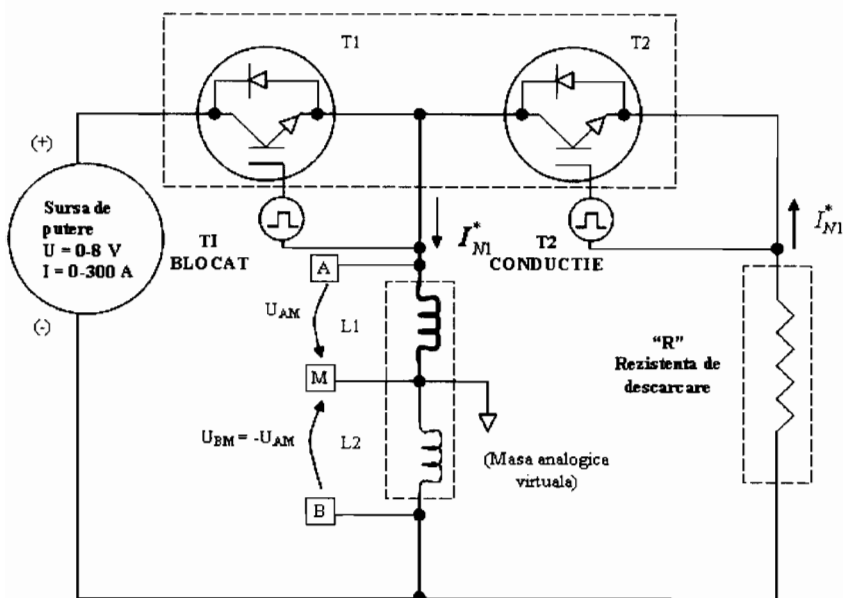 T1
T2
(+)
Sursa de
putere
U = 0-8 V
I = 0-300 A
(-)
TI
BLOCAT
I*N1
T2
CONDUCTIE
I*N1
A
UAM
L1
M
UBM = -UAM
L2
B
(Masa analogica
virtuala)
“R”
Rezistenta de
descarcare